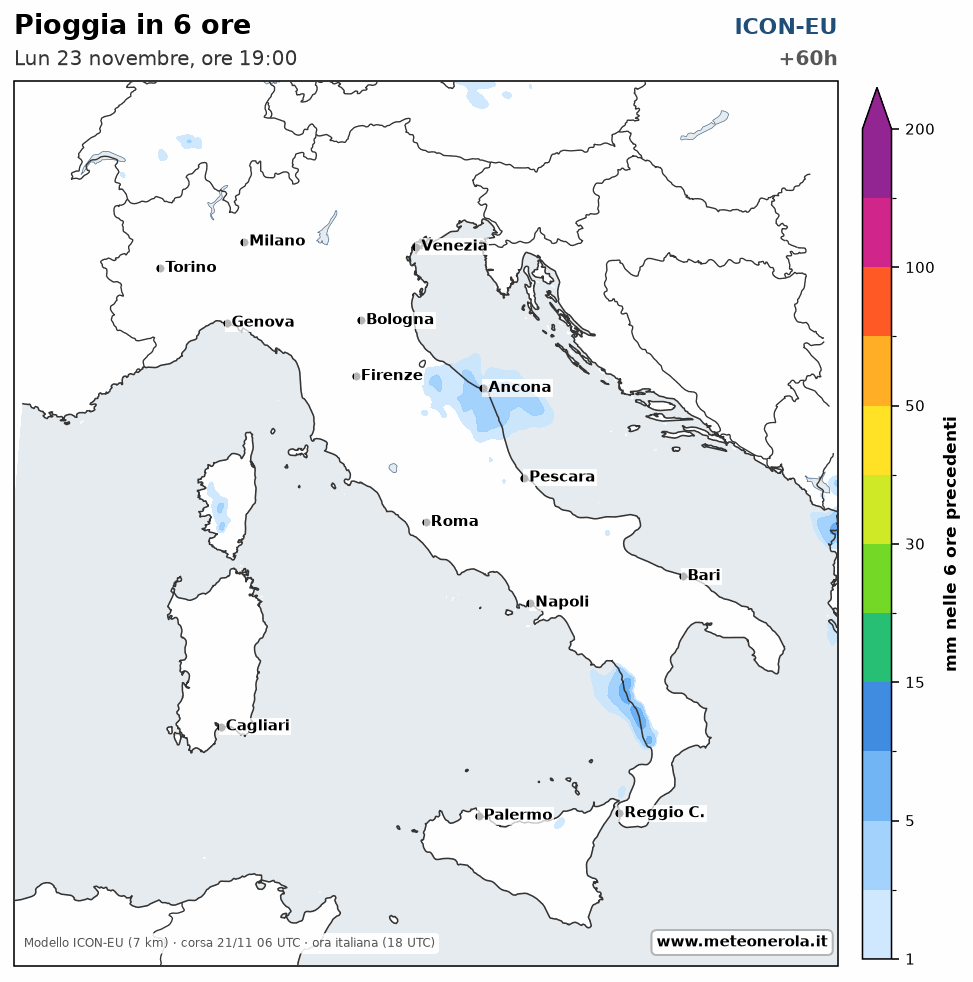 Pioggia in 6 ore
ICON-EU
Lun 23 novembre, ore 19:00
+60h
200
100
50
30
15
5
1
mm nelle 6 ore precedenti
Milano
Venezia
Torino
Genova
Bologna
Firenze
Ancona
Pescara
Roma
Bari
Napoli
Cagliari
Palermo
Reggio C.
Modello ICON-EU (7 km) · corsa 21/11 06 UTC · ora italiana (18 UTC)
www.meteonerola.it